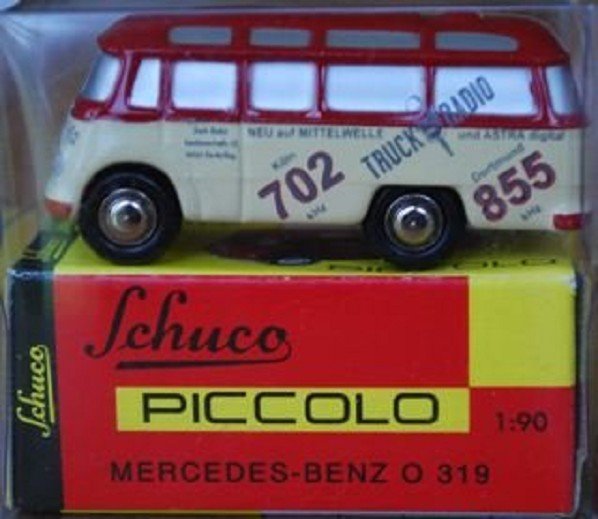 NEU auf MITTELWELLE
TRUCK RADIO
und ASTRA digital
Köln
702
kHz
Dortmund
855
kHz
PICCOLO
Schuco
Schuco
PICCOLO
1:90
MERCEDES-BENZ O 319